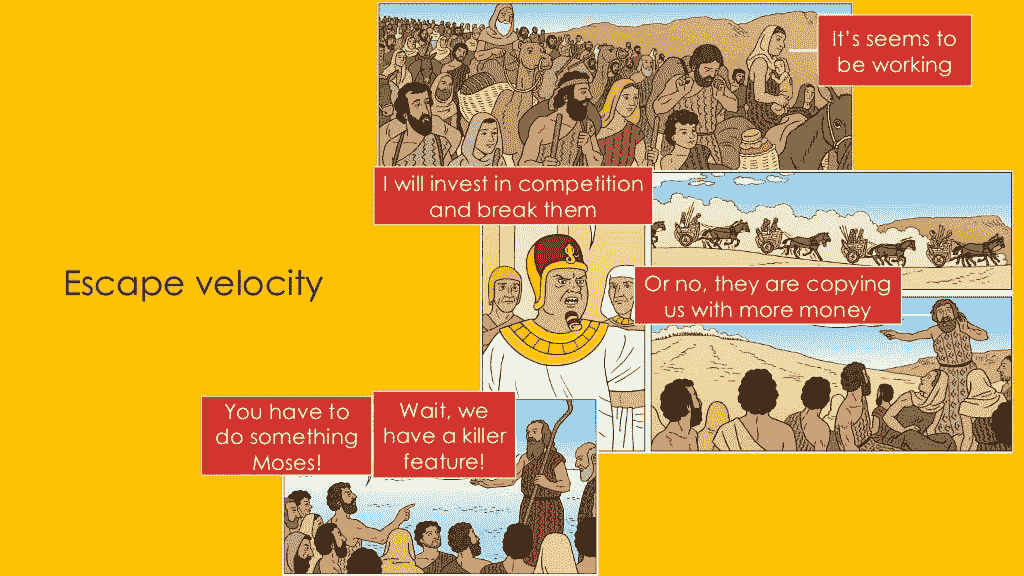 It's seems to
be working
I will invest in competition
and break them
Escape velocity
Or no, they are copying
us with more money
You have to
do something
Moses!
Wait, we
have a killer
feature!